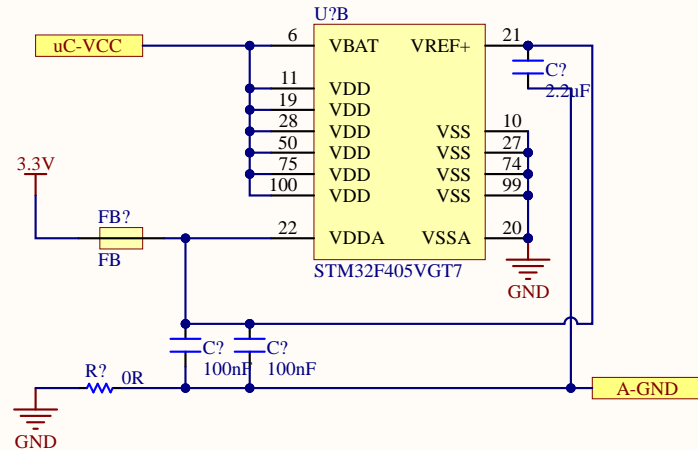 U?B
uC-VCC
6 VBAT VREF+ 21
C?
2.2uF
11 VDD
19 VDD
28 VDD VSS 10
50 VDD VSS 27
75 VDD VSS 74
100 VDD VSS 99
3.3V
FB?
FB
22 VDDA VSSA 20
STM32F405VGT7
GND
C? C?
100nF 100nF
R? 0R
A-GND
GND